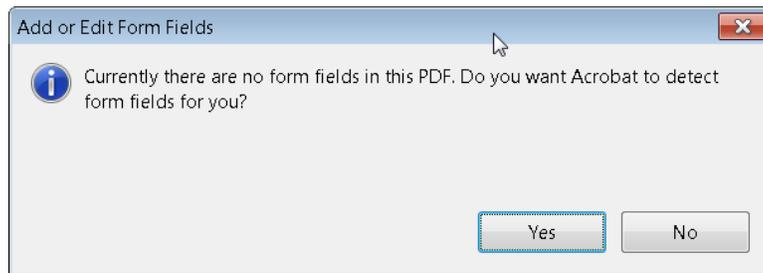 Add or Edit Form Fields
Currently there are no form fields in this PDF. Do you want Acrobat to detect
form fields for you?
Yes
No